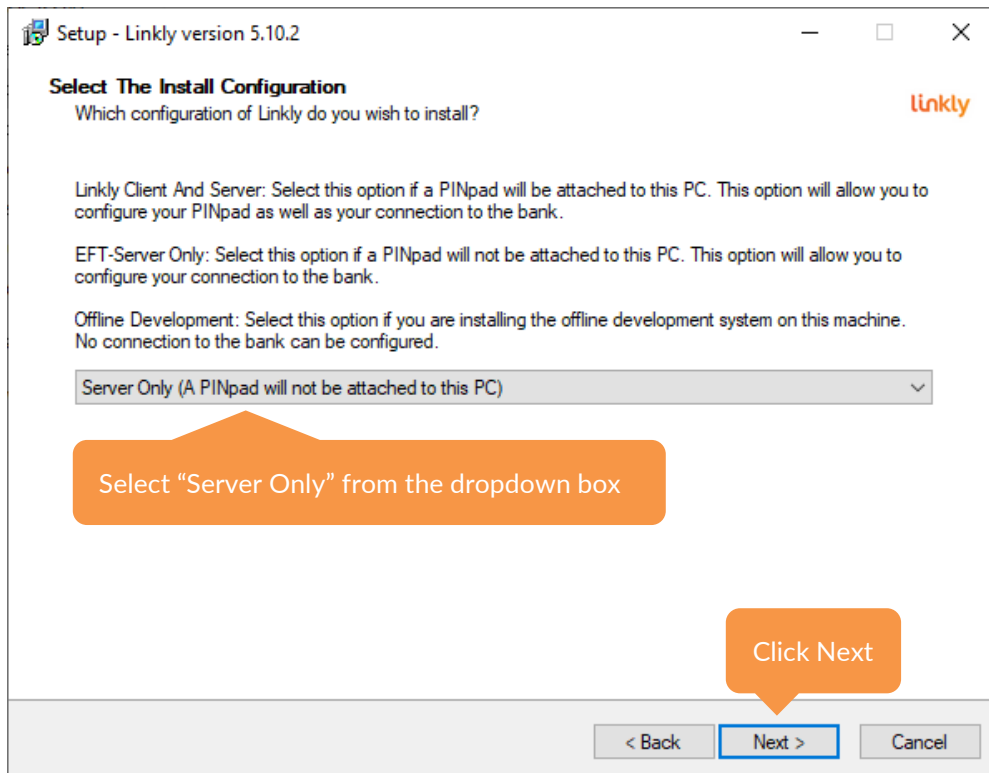 Setup - Linkly version 5.10.2
Select The Install Configuration
Which configuration of Linkly do you wish to install?
linkly
Linkly Client And Server: Select this option if a PINpad will be attached to this PC. This option will allow you to
configure your PINpad as well as your connection to the bank.
EFT-Server Only: Select this option if a PINpad will not be attached to this PC. This option will allow you to
configure your connection to the bank.
Offline Development: Select this option if you are installing the offline development system on this machine.
No connection to the bank can be configured.
Server Only (A PINpad will not be attached to this PC)
Select “Server Only” from the dropdown box
Click Next
< Back Next > Cancel